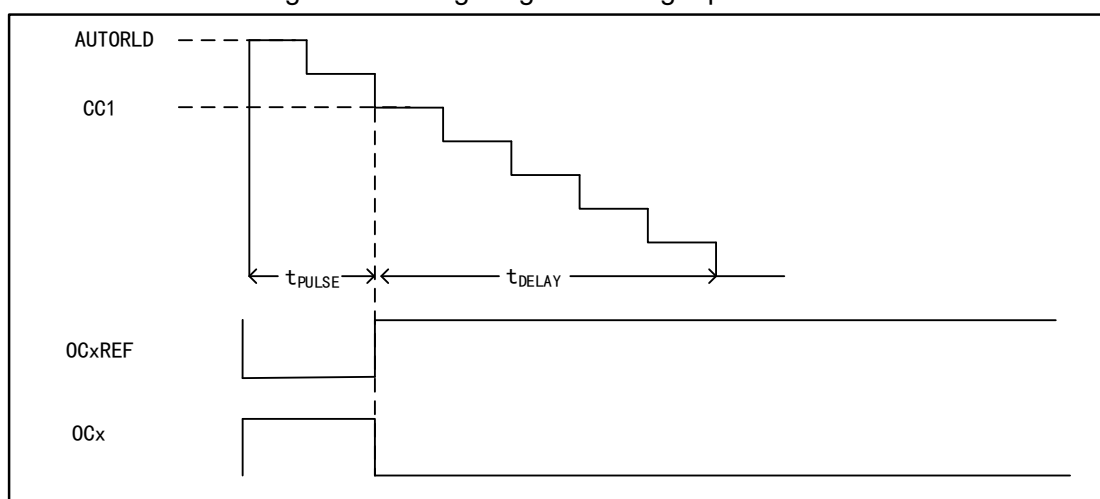 AUTORLD
CC1
tPULSE
tDELAY
OCxREF
OCx